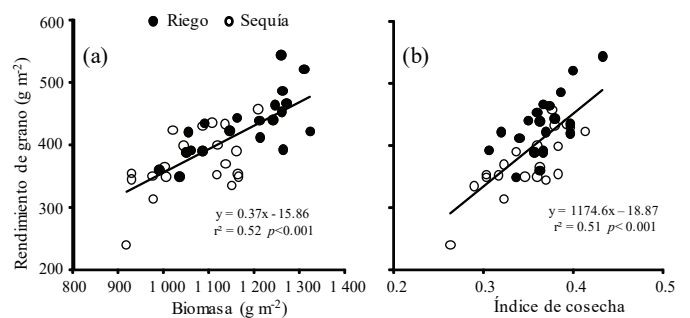 ● Riego ○ Sequía
Rendimiento de grano (g m-2)
600
500
400
300
200
(a)
y = 0.37x - 15.86
r² = 0.52 p<0.001
800 900 1 000 1 100 1 200 1 300 1 400
Biomasa (g m-2)
(b)
y = 1174.6x – 18.87
r² = 0.51 p< 0.001
0.2 0.3 0.4 0.5
Índice de cosecha